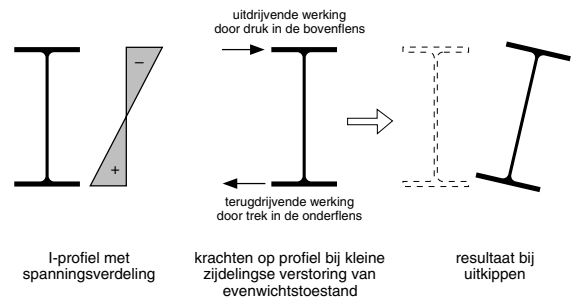 uitdrijvende werking
door druk in de bovenflens
–
+
terugdrijvende werking
door trek in de onderflens
I-profiel met
spanningsverdeling
krachten op profiel bij kleine
zijdelingse verstoring van
evenwichtstoestand
resultaat bij
uitkippen